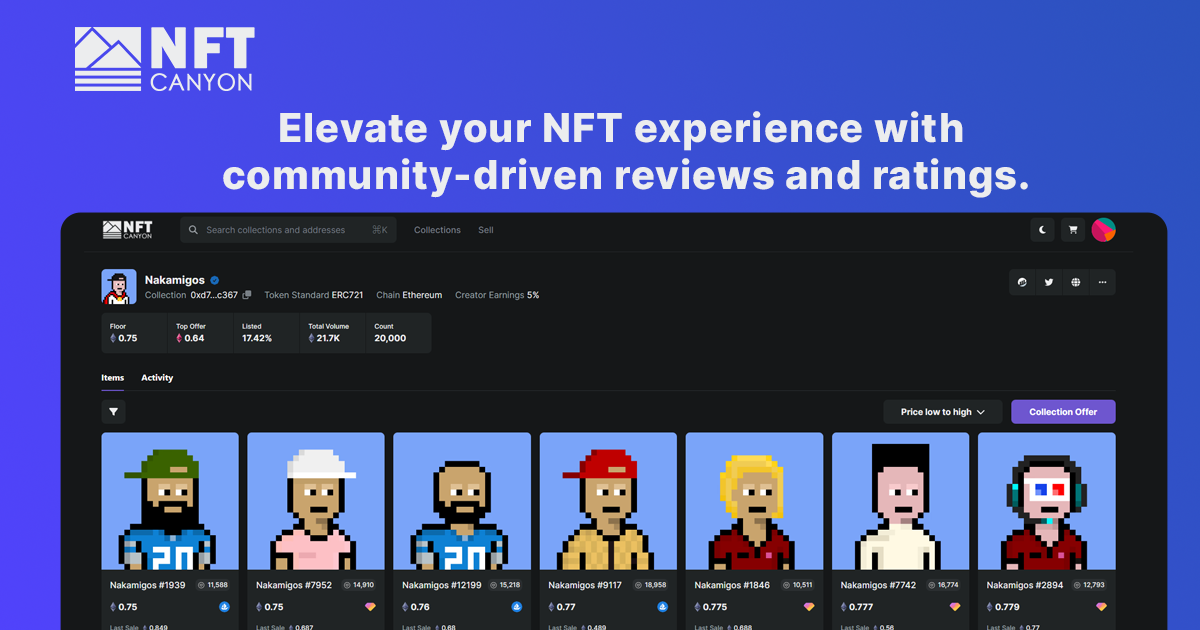 NFT
CANYON
Elevate your NFT experience with
community-driven reviews and ratings.
NFT
CANYON
Search collections and addresses ⌘K Collections Sell
Nakamigos
Collection 0xd7...c367 Token Standard ERC721 Chain Ethereum Creator Earnings 5%
Floor Top Offer Listed Total Volume Count
0.75 0.64 17.42% 21.7K 20,000
Items Activity
Price low to high Collection Offer
20 20
Nakamigos #1939 11,588 Nakamigos #7952 14,910 Nakamigos #12199 15,218 Nakamigos #9117 18,958 Nakamigos #1846 10,511 Nakamigos #7742 16,774 Nakamigos #2894 12,793
0.75 0.75 0.76 0.77 0.775 0.777 0.779
Last Sale 0.849 Last Sale 0.687 Last Sale 0.68 Last Sale 0.489 Last Sale 0.688 Last Sale 0.56 Last Sale 0.77